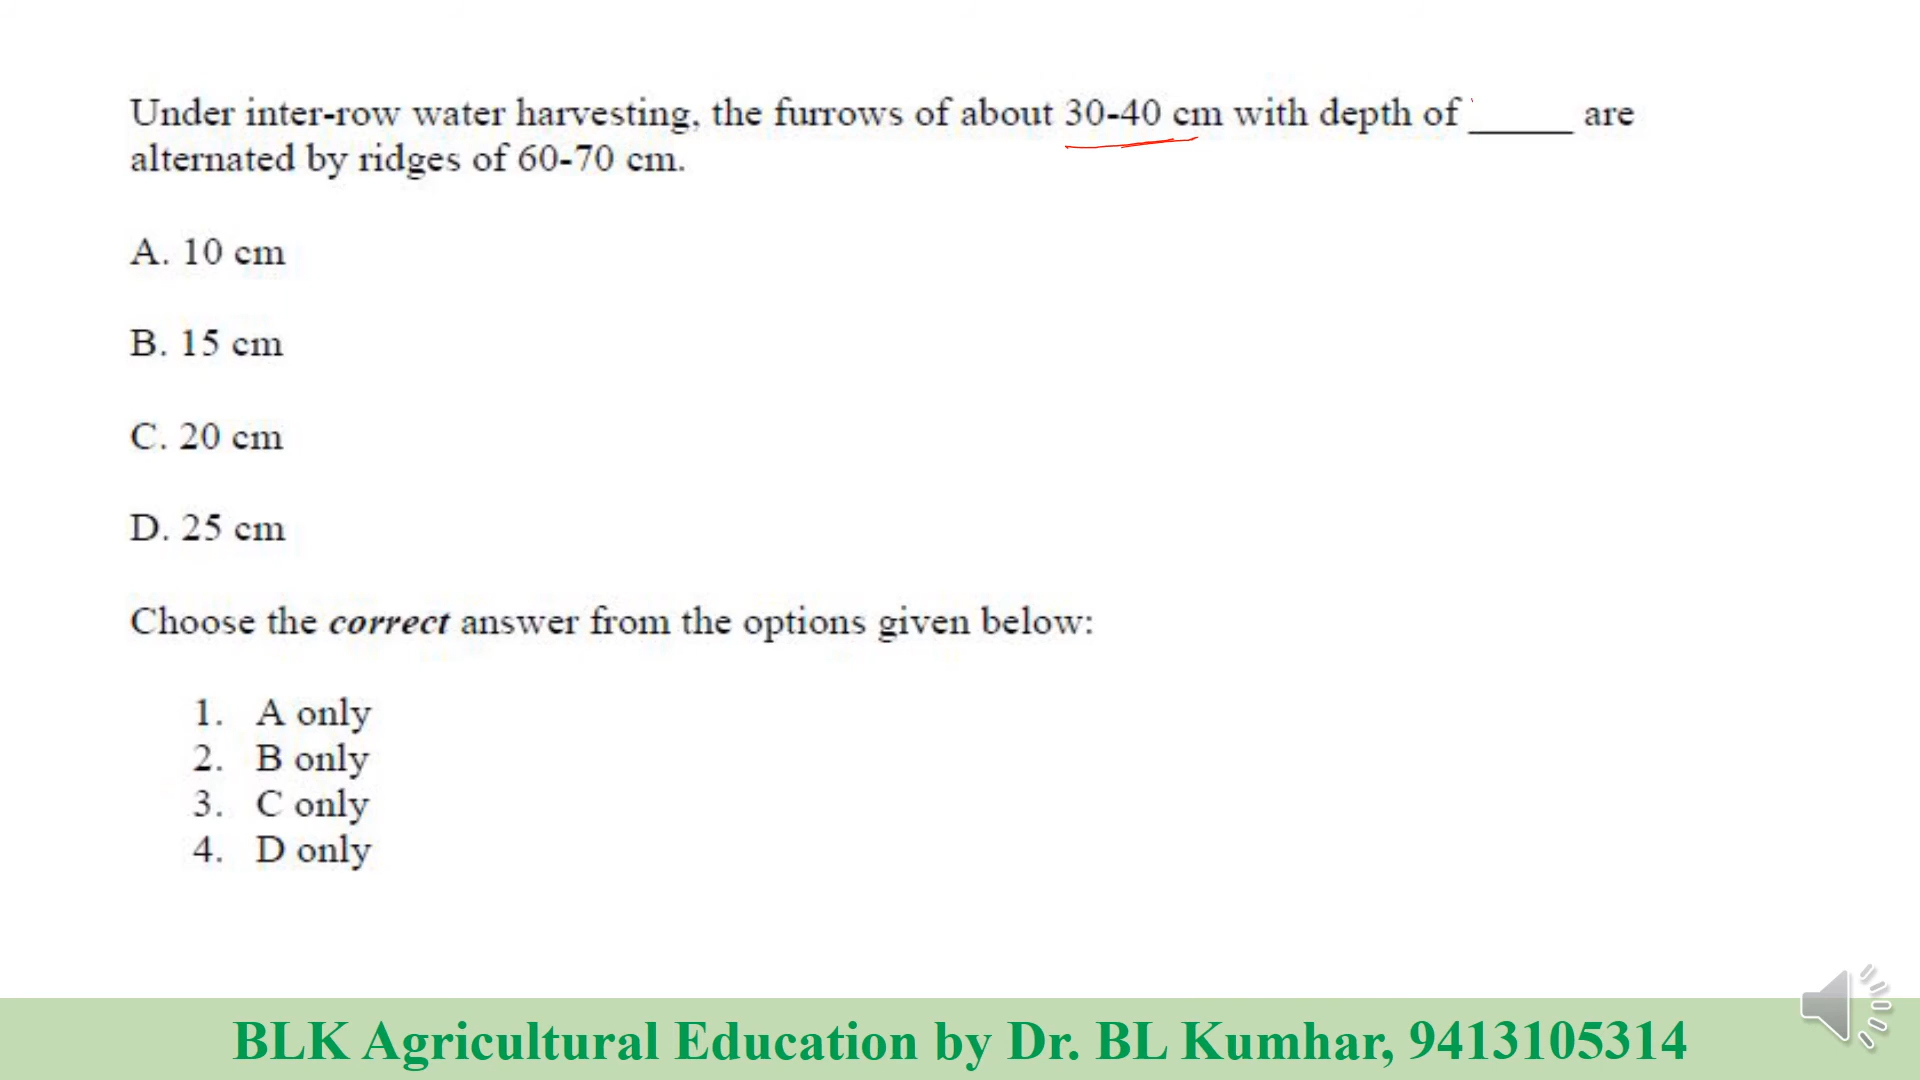 Under inter-row water harvesting, the furrows of about 30-40 cm with depth of _____ are
alternated by ridges of 60-70 cm.
A. 10 cm
B. 15 cm
C. 20 cm
D. 25 cm
Choose the correct answer from the options given below:
1. A only
2. B only
3. C only
4. D only
BLK Agricultural Education by Dr. BL Kumhar, 9413105314